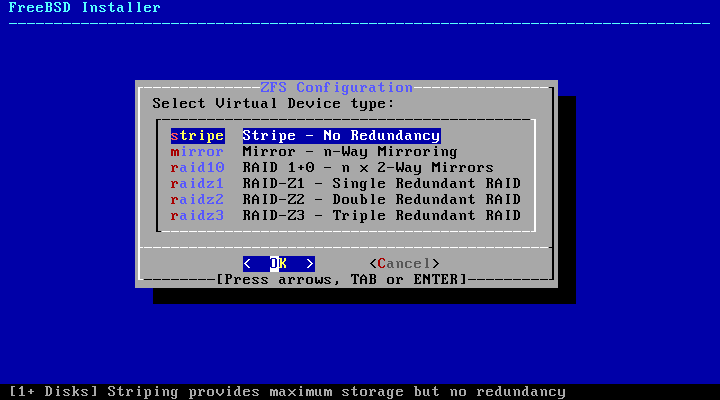 FreeBSD Installer
ZFS Configuration
Select Virtual Device type:
stripe Stripe - No Redundancy
mirror Mirror - n-Way Mirroring
raid10 RAID 1+0 - n x 2-Way Mirrors
raidz1 RAID-Z1 - Single Redundant RAID
raidz2 RAID-Z2 - Double Redundant RAID
raidz3 RAID-Z3 - Triple Redundant RAID
< OK > <Cancel>
[Press arrows, TAB or ENTER]
[1+ Disks] Striping provides maximum storage but no redundancy